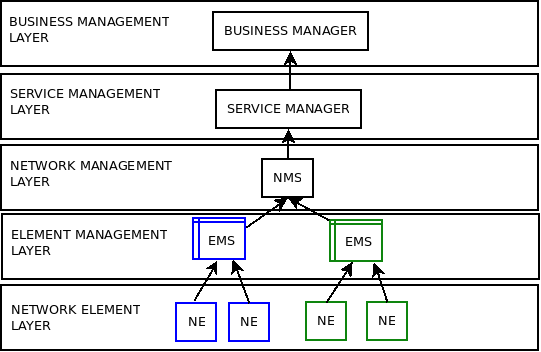 BUSINESS MANAGEMENT
LAYER
BUSINESS MANAGER
SERVICE MANAGEMENT
LAYER
SERVICE MANAGER
NETWORK MANAGEMENT
LAYER
NMS
ELEMENT MANAGEMENT
LAYER
EMS
EMS
NETWORK ELEMENT
LAYER
NE
NE
NE
NE